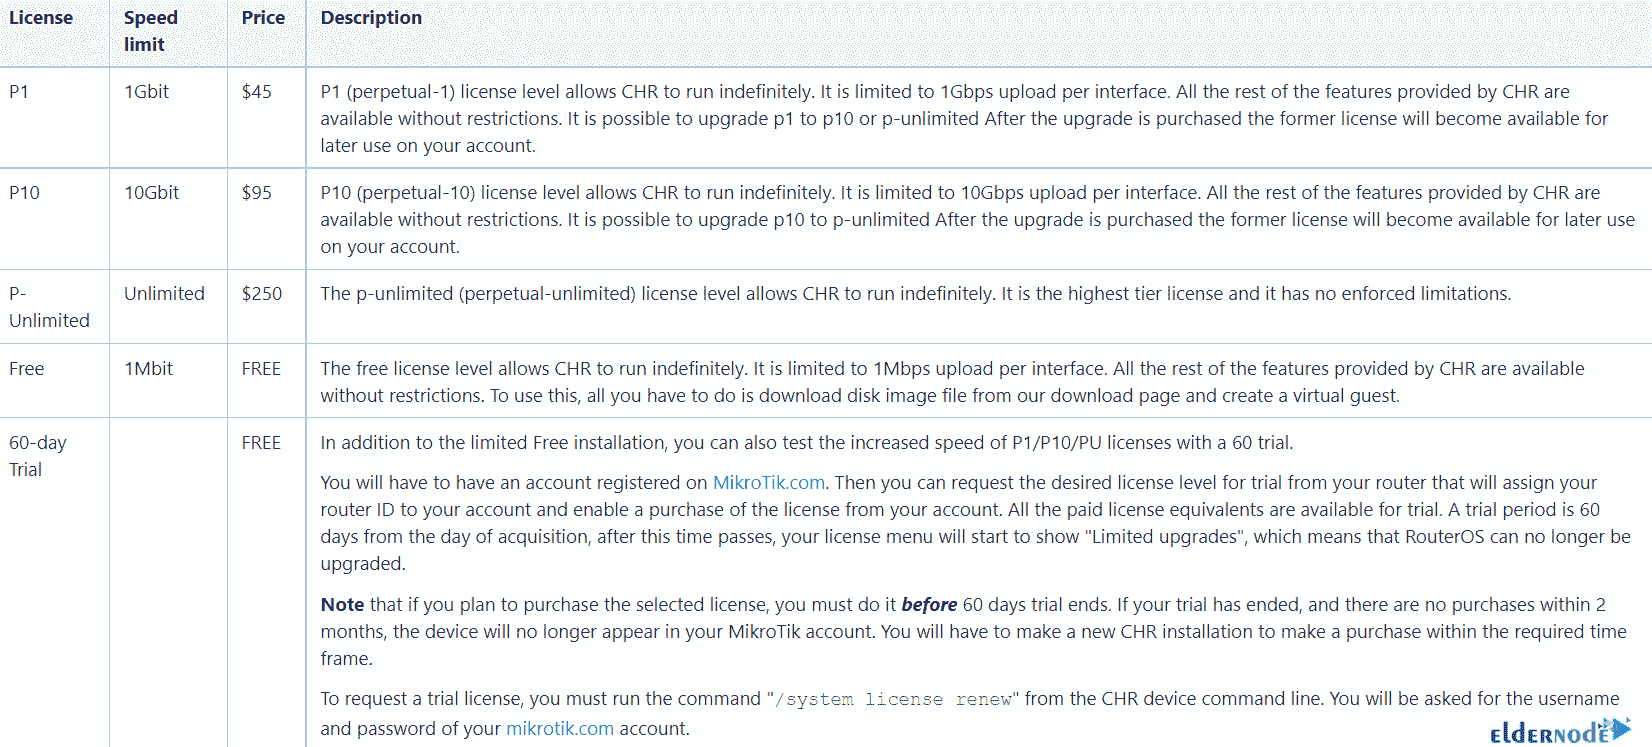 License Speed limit Price Description
P1 1Gbit $45 P1 (perpetual-1) license level allows CHR to run indefinitely. It is limited to 1Gbps upload per interface. All the rest of the features provided by CHR are
available without restrictions. It is possible to upgrade p1 to p10 or p-unlimited After the upgrade is purchased the former license will become available for
later use on your account.
P10 10Gbit $95 P10 (perpetual-10) license level allows CHR to run indefinitely. It is limited to 10Gbps upload per interface. All the rest of the features provided by CHR are
available without restrictions. It is possible to upgrade p10 to p-unlimited After the upgrade is purchased the former license will become available for later use
on your account.
P-
Unlimited Unlimited $250 The p-unlimited (perpetual-unlimited) license level allows CHR to run indefinitely. It is the highest tier license and it has no enforced limitations.
Free 1Mbit FREE The free license level allows CHR to run indefinitely. It is limited to 1Mbps upload per interface. All the rest of the features provided by CHR are available
without restrictions. To use this, all you have to do is download disk image file from our download page and create a virtual guest.
60-day
Trial FREE In addition to the limited Free installation, you can also test the increased speed of P1/P10/PU licenses with a 60 trial.
You will have to have an account registered on MikroTik.com. Then you can request the desired license level for trial from your router that will assign your
router ID to your account and enable a purchase of the license from your account. All the paid license equivalents are available for trial. A trial period is 60
days from the day of acquisition, after this time passes, your license menu will start to show "Limited upgrades", which means that RouterOS can no longer be
upgraded.
Note that if you plan to purchase the selected license, you must do it before 60 days trial ends. If your trial has ended, and there are no purchases within 2
months, the device will no longer appear in your MikroTik account. You will have to make a new CHR installation to make a purchase within the required time
frame.
To request a trial license, you must run the command "/system license renew" from the CHR device command line. You will be asked for the username
and password of your mikrotik.com account.
ELDERNODE